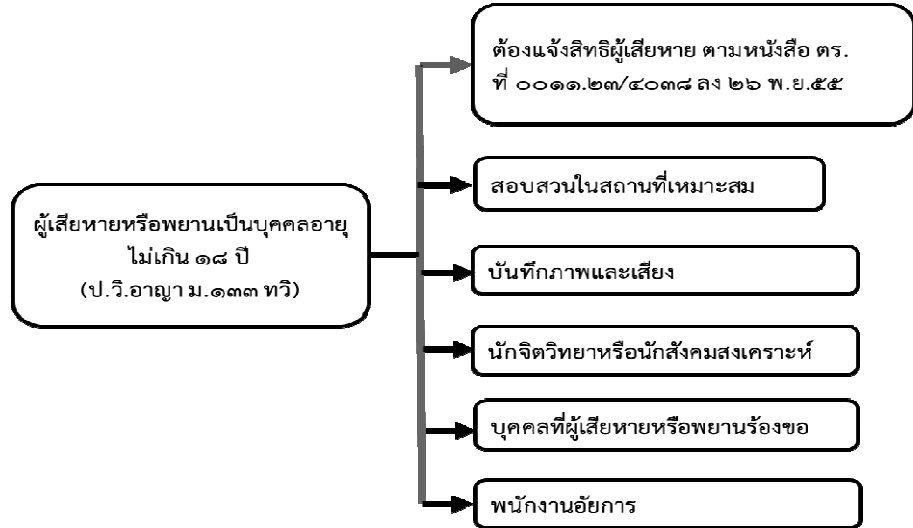 ต้องแจ้งสิทธิผู้เสียหาย ตามหนังสือ ตร.
ที่ ๐๐๑๑.๒๓/๔๐๓๘ ลง ๒๖ พ.ย.๕๕
สอบสวนในสถานที่เหมาะสม
ผู้เสียหายหรือพยานเป็นบุคคลอายุ
ไม่เกิน ๑๘ ปี
(ป.วิ.อาญา ม.๑๓๓ ทวิ)
บันทึกภาพและเสียง
นักจิตวิทยาหรือนักสังคมสงเคราะห์
บุคคลที่ผู้เสียหายหรือพยานร้องขอ
พนักงานอัยการ